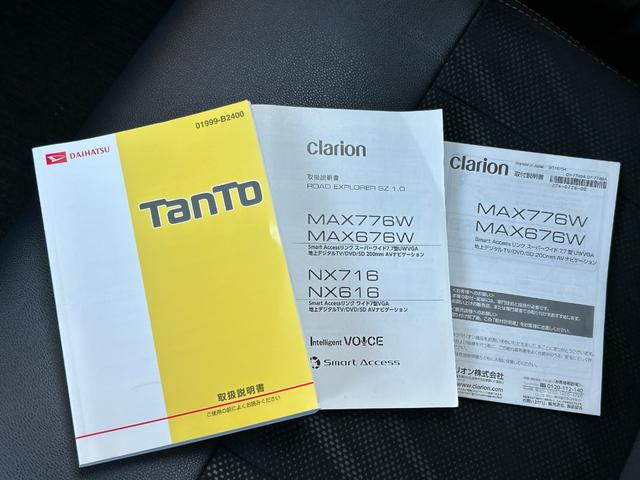 01999-B2400
DAIHATSU
TanTo
取扱説明書
ご使用の前によくお読みください
clarion
取扱説明書
ROAD EXPLORER SZ 1.0
MAX776W
MAX676W
Smart Accessリンク スーパーワイド7.7型UWVGA
地上デジタルTV/DVD/SD 200mm AVナビゲーション
NX716
NX616
Smart Accessリンク ワイド7型VGA
地上デジタルTV/DVD/SD AVナビゲーション
Intelligent VOICE
Smart Access
clarion
取付説明書
MAX776W
MAX676W
Smart Accessリンク スーパーワイド7.7型 UWVGA
地上デジタルTV/DVD/SD 200mm AVナビゲーション
リオン株式会社
www.clarion.com
0120-112-140